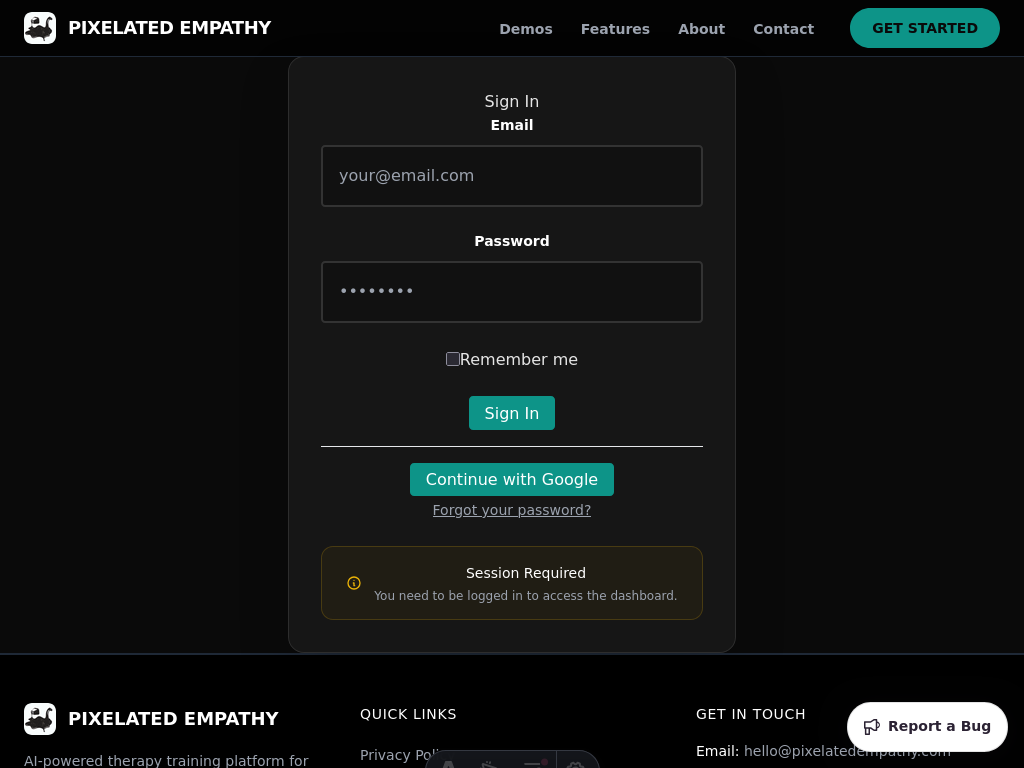 PIXELATED EMPATHY
Demos
Features
About
Contact
GET STARTED
Sign In
Email
your@email.com
Password
Remember me
Sign In
Continue with Google
Forgot your password?
Session Required
You need to be logged in to access the dashboard.
PIXELATED EMPATHY
AI-powered therapy training platform for
QUICK LINKS
Privacy
GET IN TOUCH
Email: hello@pixelatedempathy.com
Report a Bug